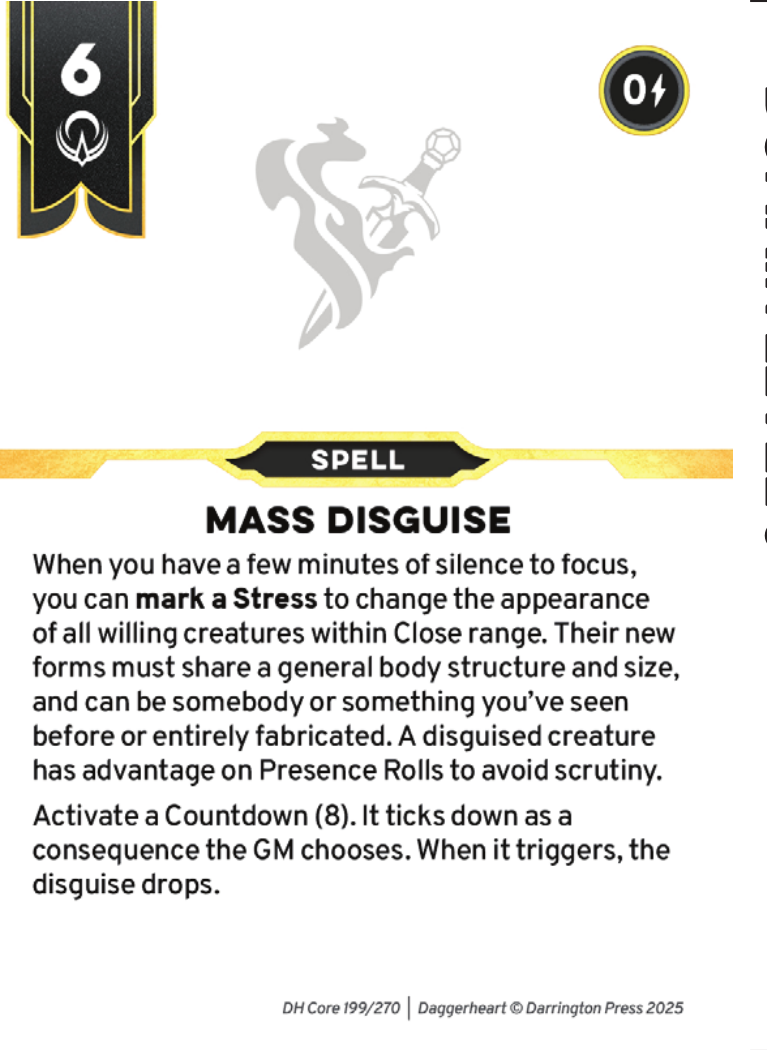 6
0
SPELL
MASS DISGUISE
When you have a few minutes of silence to focus,
you can mark a Stress to change the appearance
of all willing creatures within Close range. Their new
forms must share a general body structure and size,
and can be somebody or something you've seen
before or entirely fabricated. A disguised creature
has advantage on Presence Rolls to avoid scrutiny.
Activate a Countdown (8). It ticks down as a
consequence the GM chooses. When it triggers, the
disguise drops.
DH Core 199/270 | Daggerheart © Darrington Press 2025